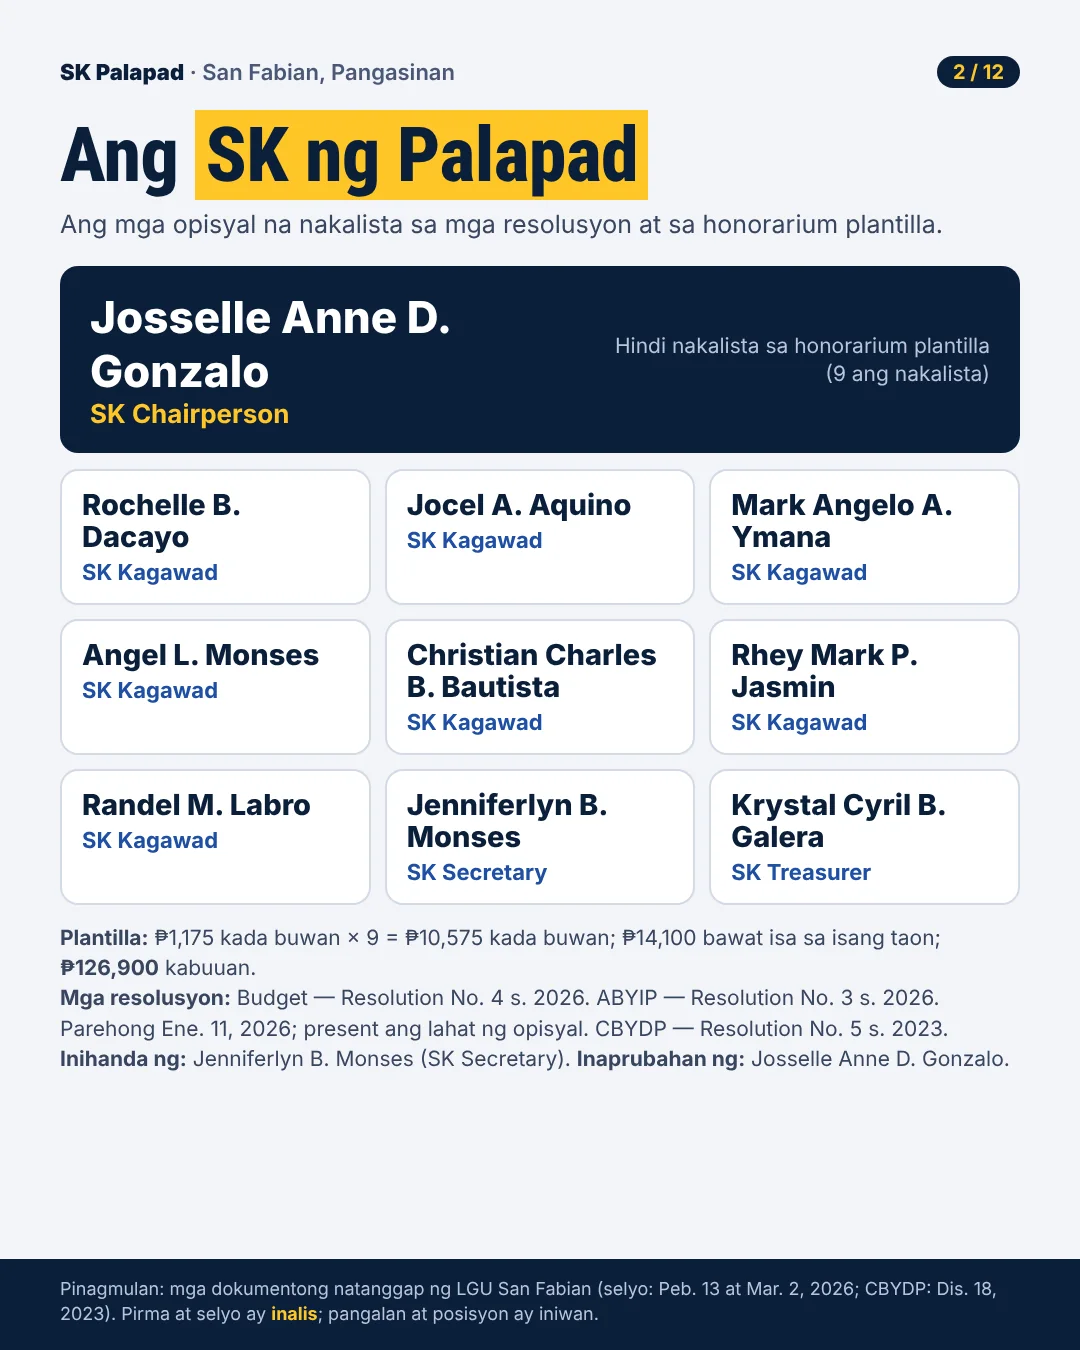 SK Palapad · San Fabian, Pangasinan
2 / 12
Ang SK ng Palapad
Ang mga opisyal na nakalista sa mga resolusyon at sa honorarium plantilla.
Josselle Anne D.
Gonzalo
SK Chairperson
Hindi nakalista sa honorarium plantilla
(9 ang nakalista)
Rochelle B.
Dacayo
SK Kagawad
Jocel A. Aquino
SK Kagawad
Mark Angelo A.
Ymana
SK Kagawad
Angel L. Monses
SK Kagawad
Christian Charles
B. Bautista
SK Kagawad
Rhey Mark P.
Jasmin
SK Kagawad
Randel M. Labro
SK Kagawad
Jenniferlyn B.
Monses
SK Secretary
Krystal Cyril B.
Galera
SK Treasurer
Plantilla: ₱1,175 kada buwan × 9 = ₱10,575 kada buwan; ₱14,100 bawat isa sa isang taon;
₱126,900 kabuuan.
Mga resolusyon: Budget — Resolution No. 4 s. 2026. ABYIP — Resolution No. 3 s. 2026.
Parehong Ene. 11, 2026; present ang lahat ng opisyal. CBYDP — Resolution No. 5 s. 2023.
Inihanda ng: Jenniferlyn B. Monses (SK Secretary). Inaprubahan ng: Josselle Anne D. Gonzalo.
Pinagmulan: mga dokumentong natanggap ng LGU San Fabian (selyo: Peb. 13 at Mar. 2, 2026; CBYDP: Dis. 18,
2023). Pirma at selyo ay inalis; pangalan at posisyon ay iniwan.